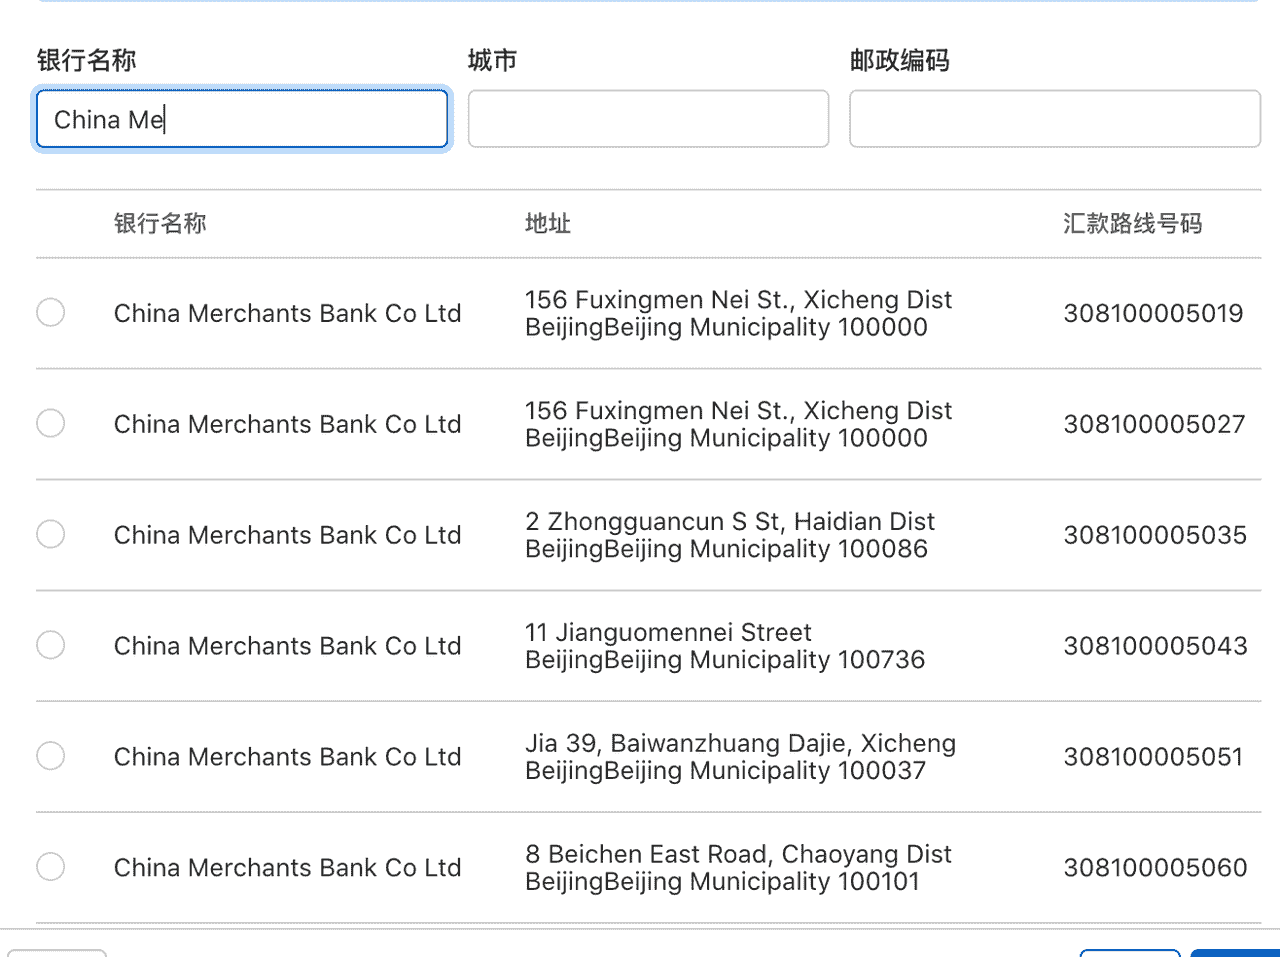 银行名称
城市
邮政编码
China Me
银行名称
地址
汇款路线号码
China Merchants Bank Co Ltd
156 Fuxingmen Nei St., Xicheng Dist
BeijingBeijing Municipality 100000
308100005019
China Merchants Bank Co Ltd
156 Fuxingmen Nei St., Xicheng Dist
BeijingBeijing Municipality 100000
308100005027
China Merchants Bank Co Ltd
2 Zhongguancun S St, Haidian Dist
BeijingBeijing Municipality 100086
308100005035
China Merchants Bank Co Ltd
11 Jianguomennei Street
BeijingBeijing Municipality 100736
308100005043
China Merchants Bank Co Ltd
Jia 39, Baiwanzhuang Dajie, Xicheng
BeijingBeijing Municipality 100037
308100005051
China Merchants Bank Co Ltd
8 Beichen East Road, Chaoyang Dist
BeijingBeijing Municipality 100101
308100005060